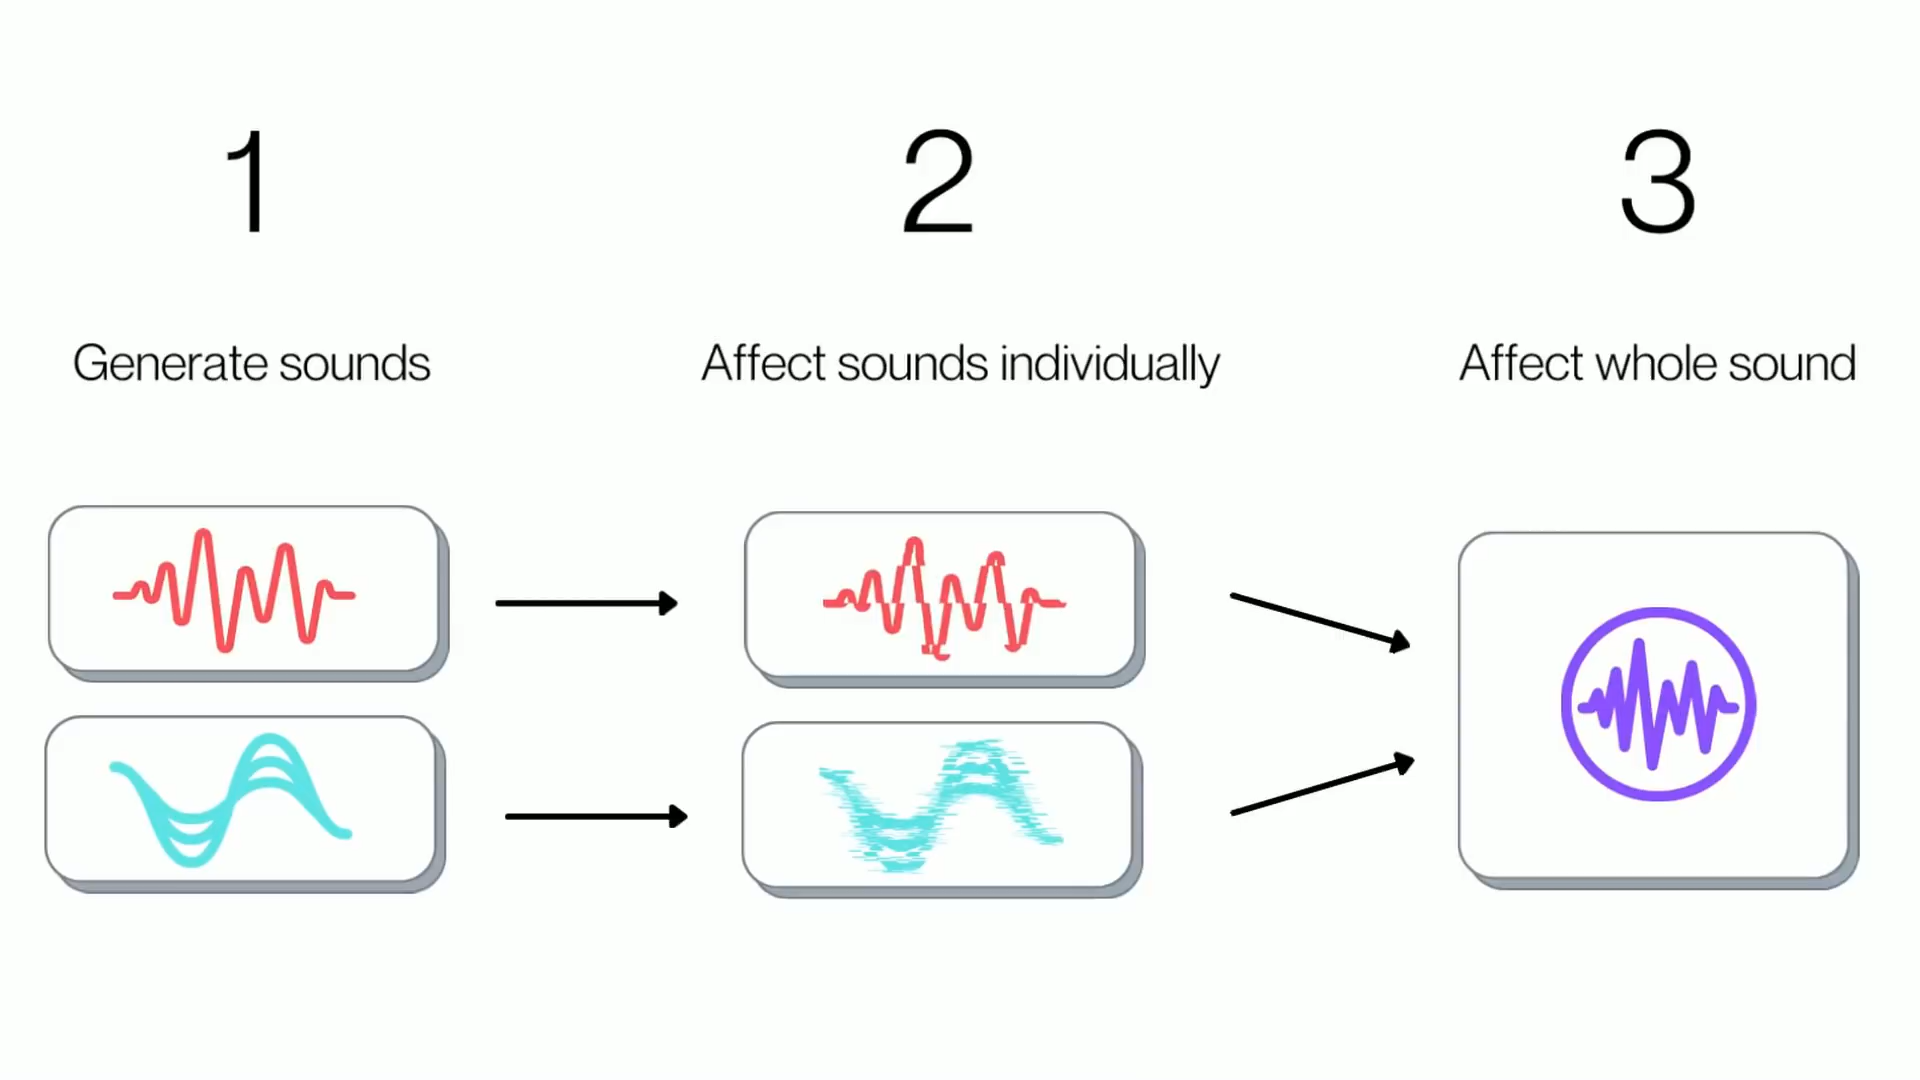 1
2
3
Generate sounds
Affect sounds individually
Affect whole sound